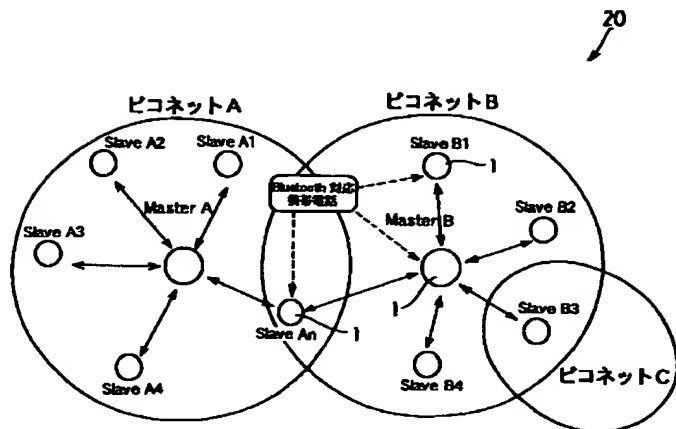 20
ピコネットA
ピコネットB
Slave A2
Slave A1
Slave B1
1
Bluetooth 対応
携帯電話
Master A
Master B
Slave B2
Slave A3
1
Slave B3
Slave An
1
Slave A4
Slave B4
ピコネットC